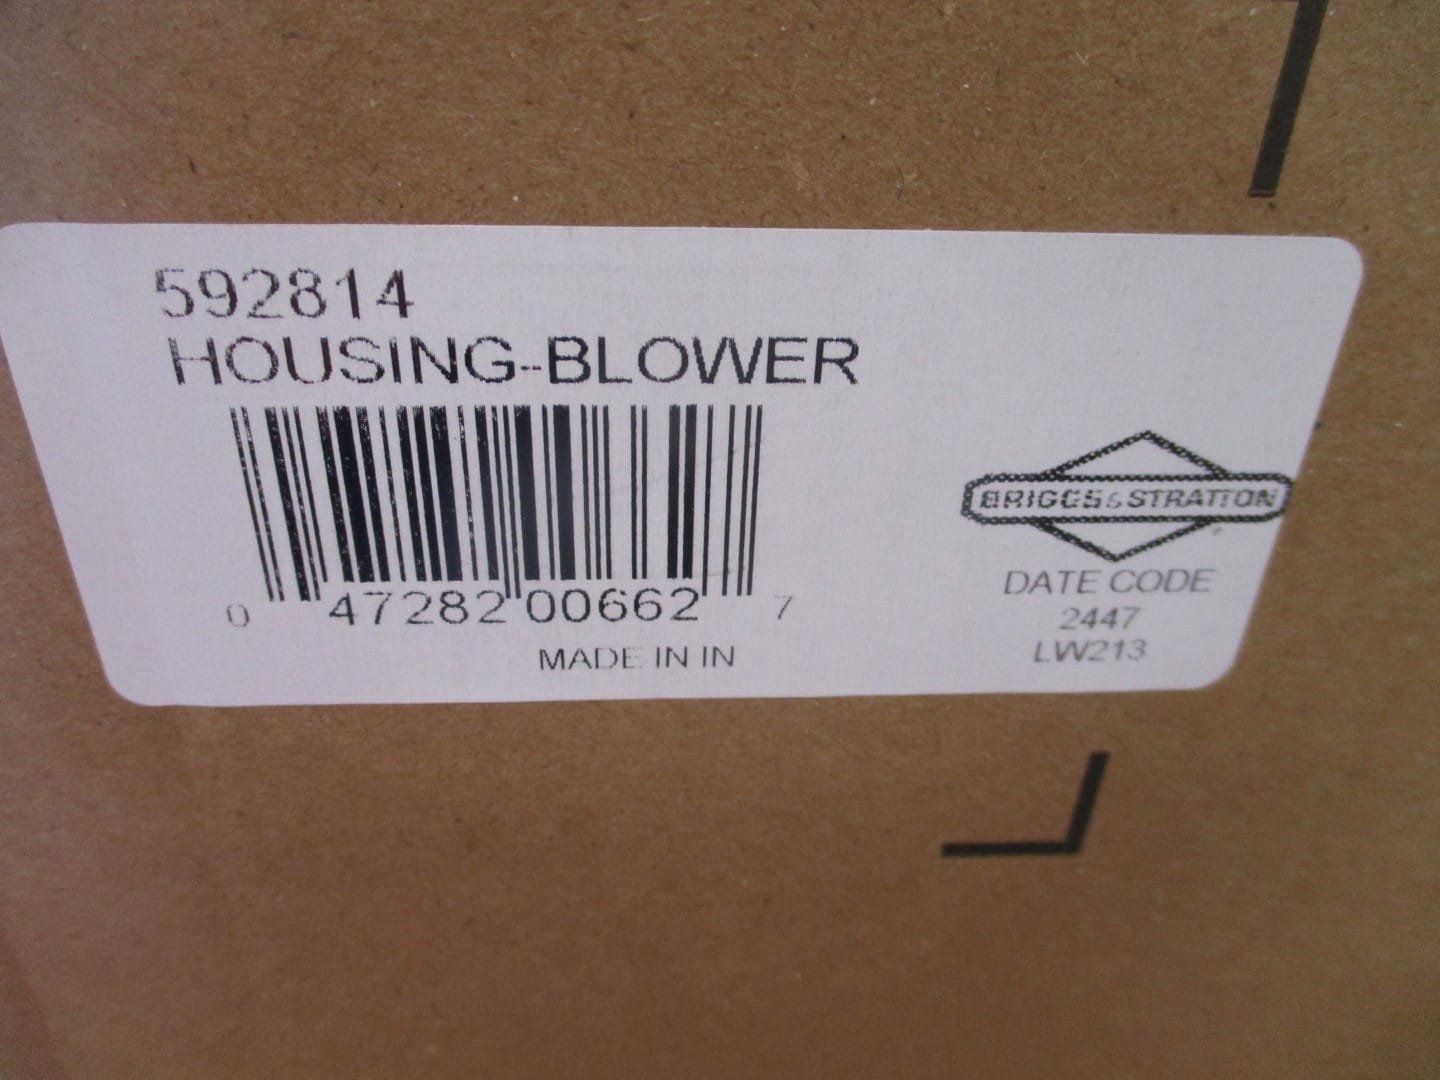 592814
HOUSING-BLOWER
0 47282 00662 7
MADE IN IN
BRIGGS & STRATTON
DATE CODE
2447
LW213